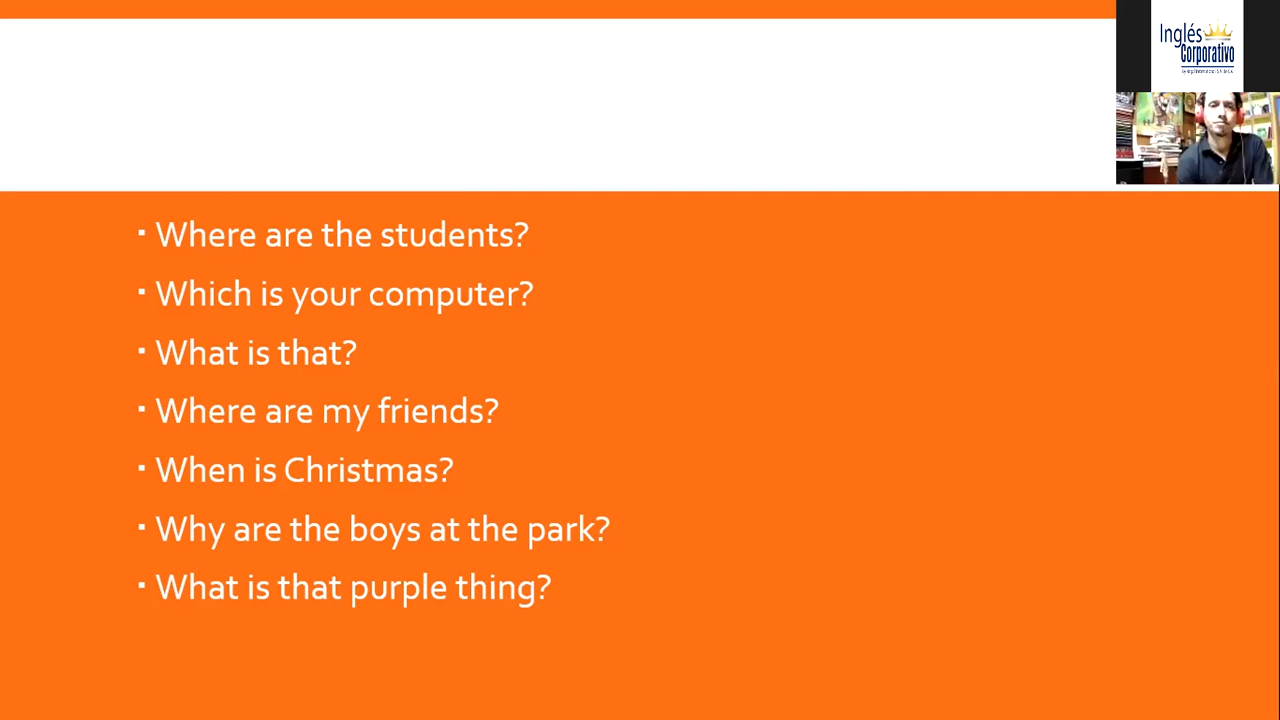 Inglés
Corporativo
Where are the students?
Which is your computer?
What is that?
Where are my friends?
When is Christmas?
Why are the boys at the park?
What is that purple thing?